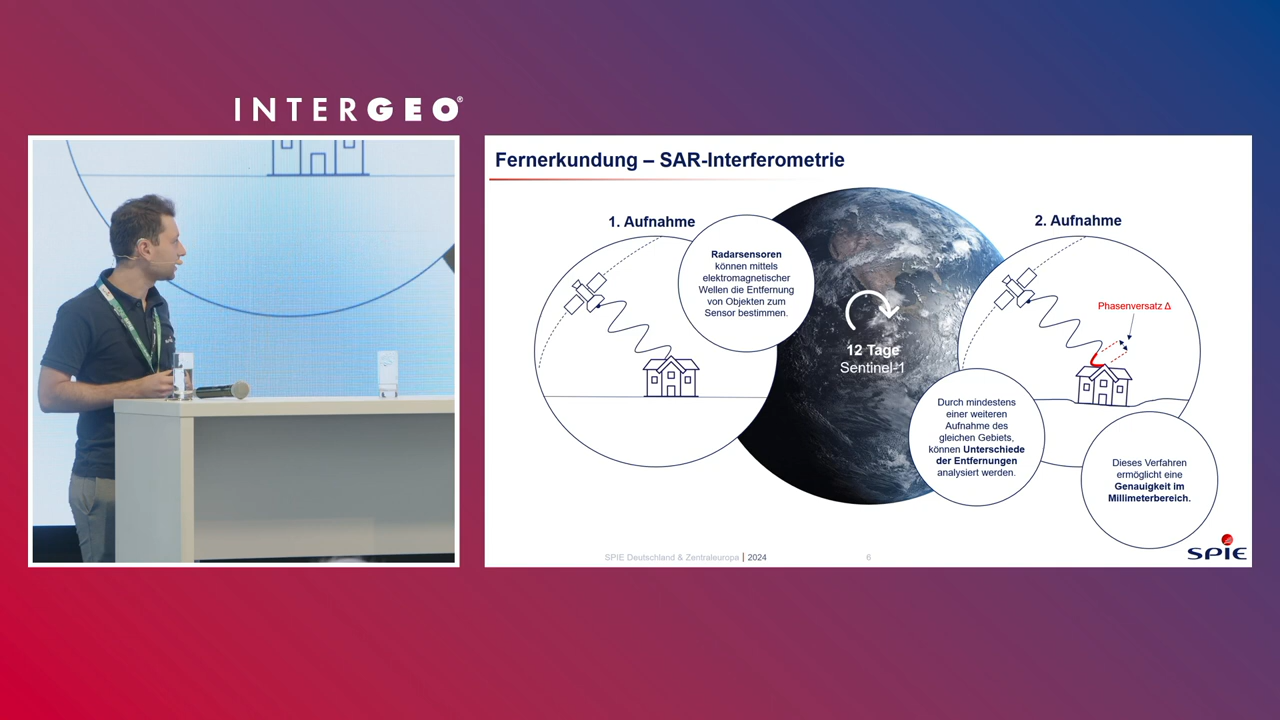 INTERGEO®
Fernerkundung – SAR-Interferometrie
1. Aufnahme
Radarsensoren
können mittels
elektromagnetischer
Wellen die Entfernung
von Objekten zum
Sensor bestimmen.
12 Tage
Sentinel-1
2. Aufnahme
Phasenversatz Δ
Durch mindestens
einer weiteren
Aufnahme des
gleichen Gebiets,
können Unterschiede
der Entfernungen
analysiert werden.
Dieses Verfahren
ermöglicht eine
Genauigkeit im
Millimeterbereich.
SPIE Deutschland & Zentraleuropa | 2024
6
SPIE